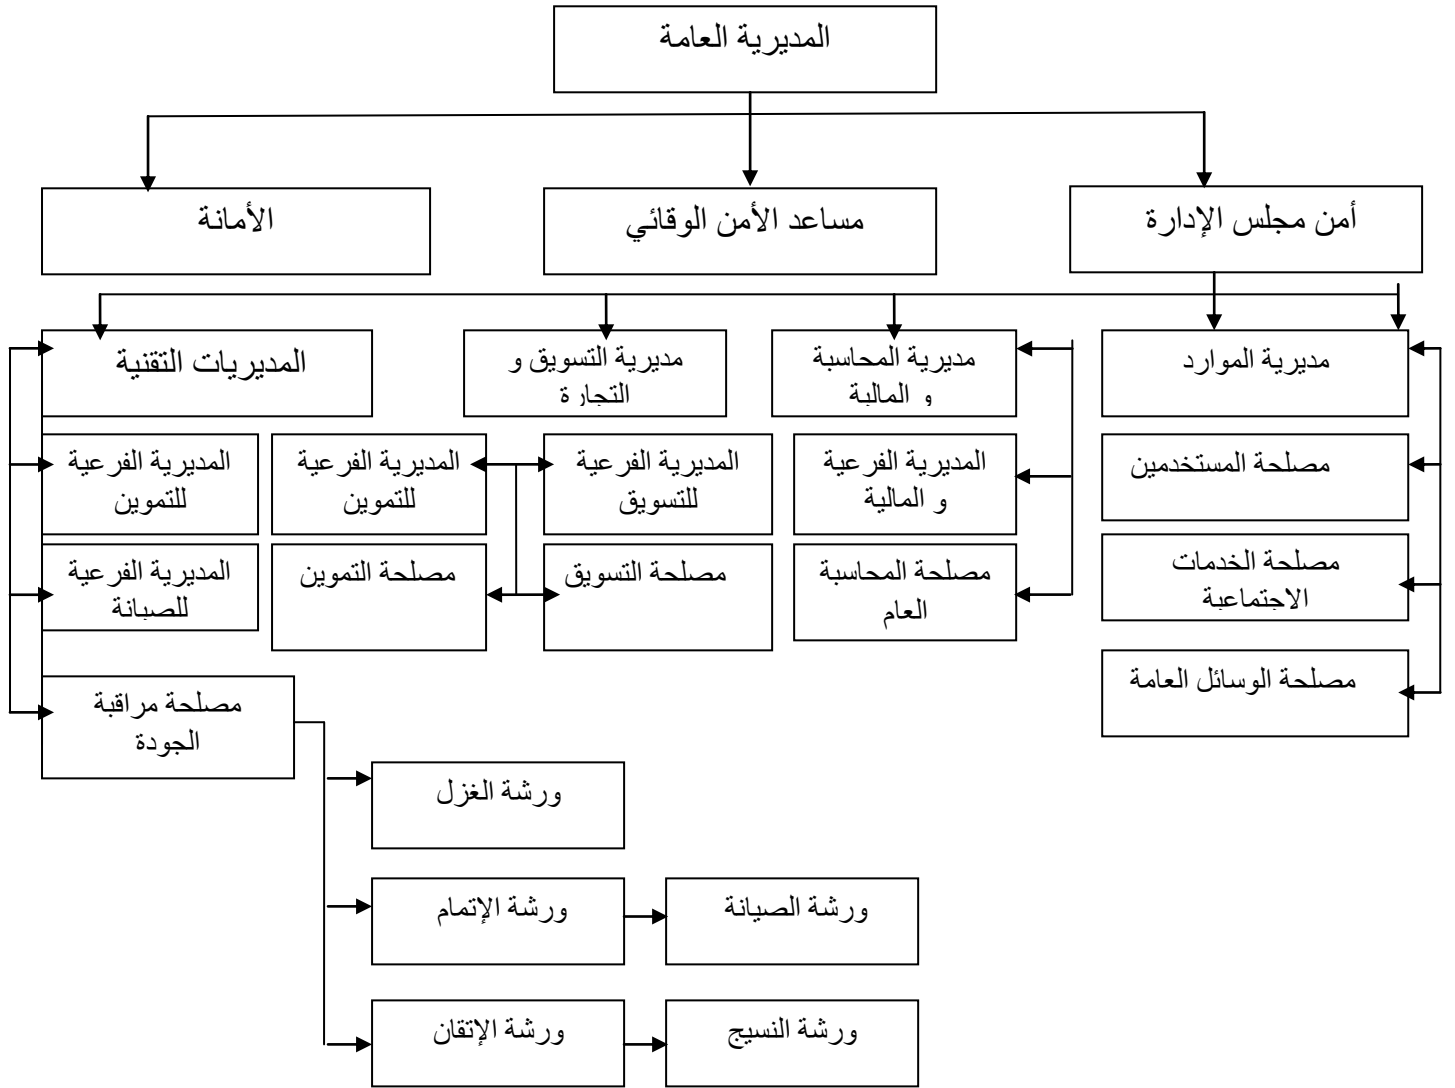 المديرية العامة
أمن مجلس الإدارة
مساعد الأمن الوقائي
الأمانة
مديرية الموارد
مديرية المحاسبة
و المالية
مديرية التسويق و
التجارة
المديريات التقنية
مصلحة المستخدمين
المديرية الفرعية
و المالية
المديرية الفرعية
للتسويق
المديرية الفرعية
للتموين
المديرية الفرعية
للتموين
مصلحة الخدمات
الاجتماعية
مصلحة المحاسبة
العام
مصلحة التسويق
مصلحة التموين
المديرية الفرعية
للصيانة
مصلحة الوسائل العامة
مصلحة مراقبة
الجودة
ورشة الغزل
ورشة الإتمام
ورشة الصيانة
ورشة الإتقان
ورشة النسيج